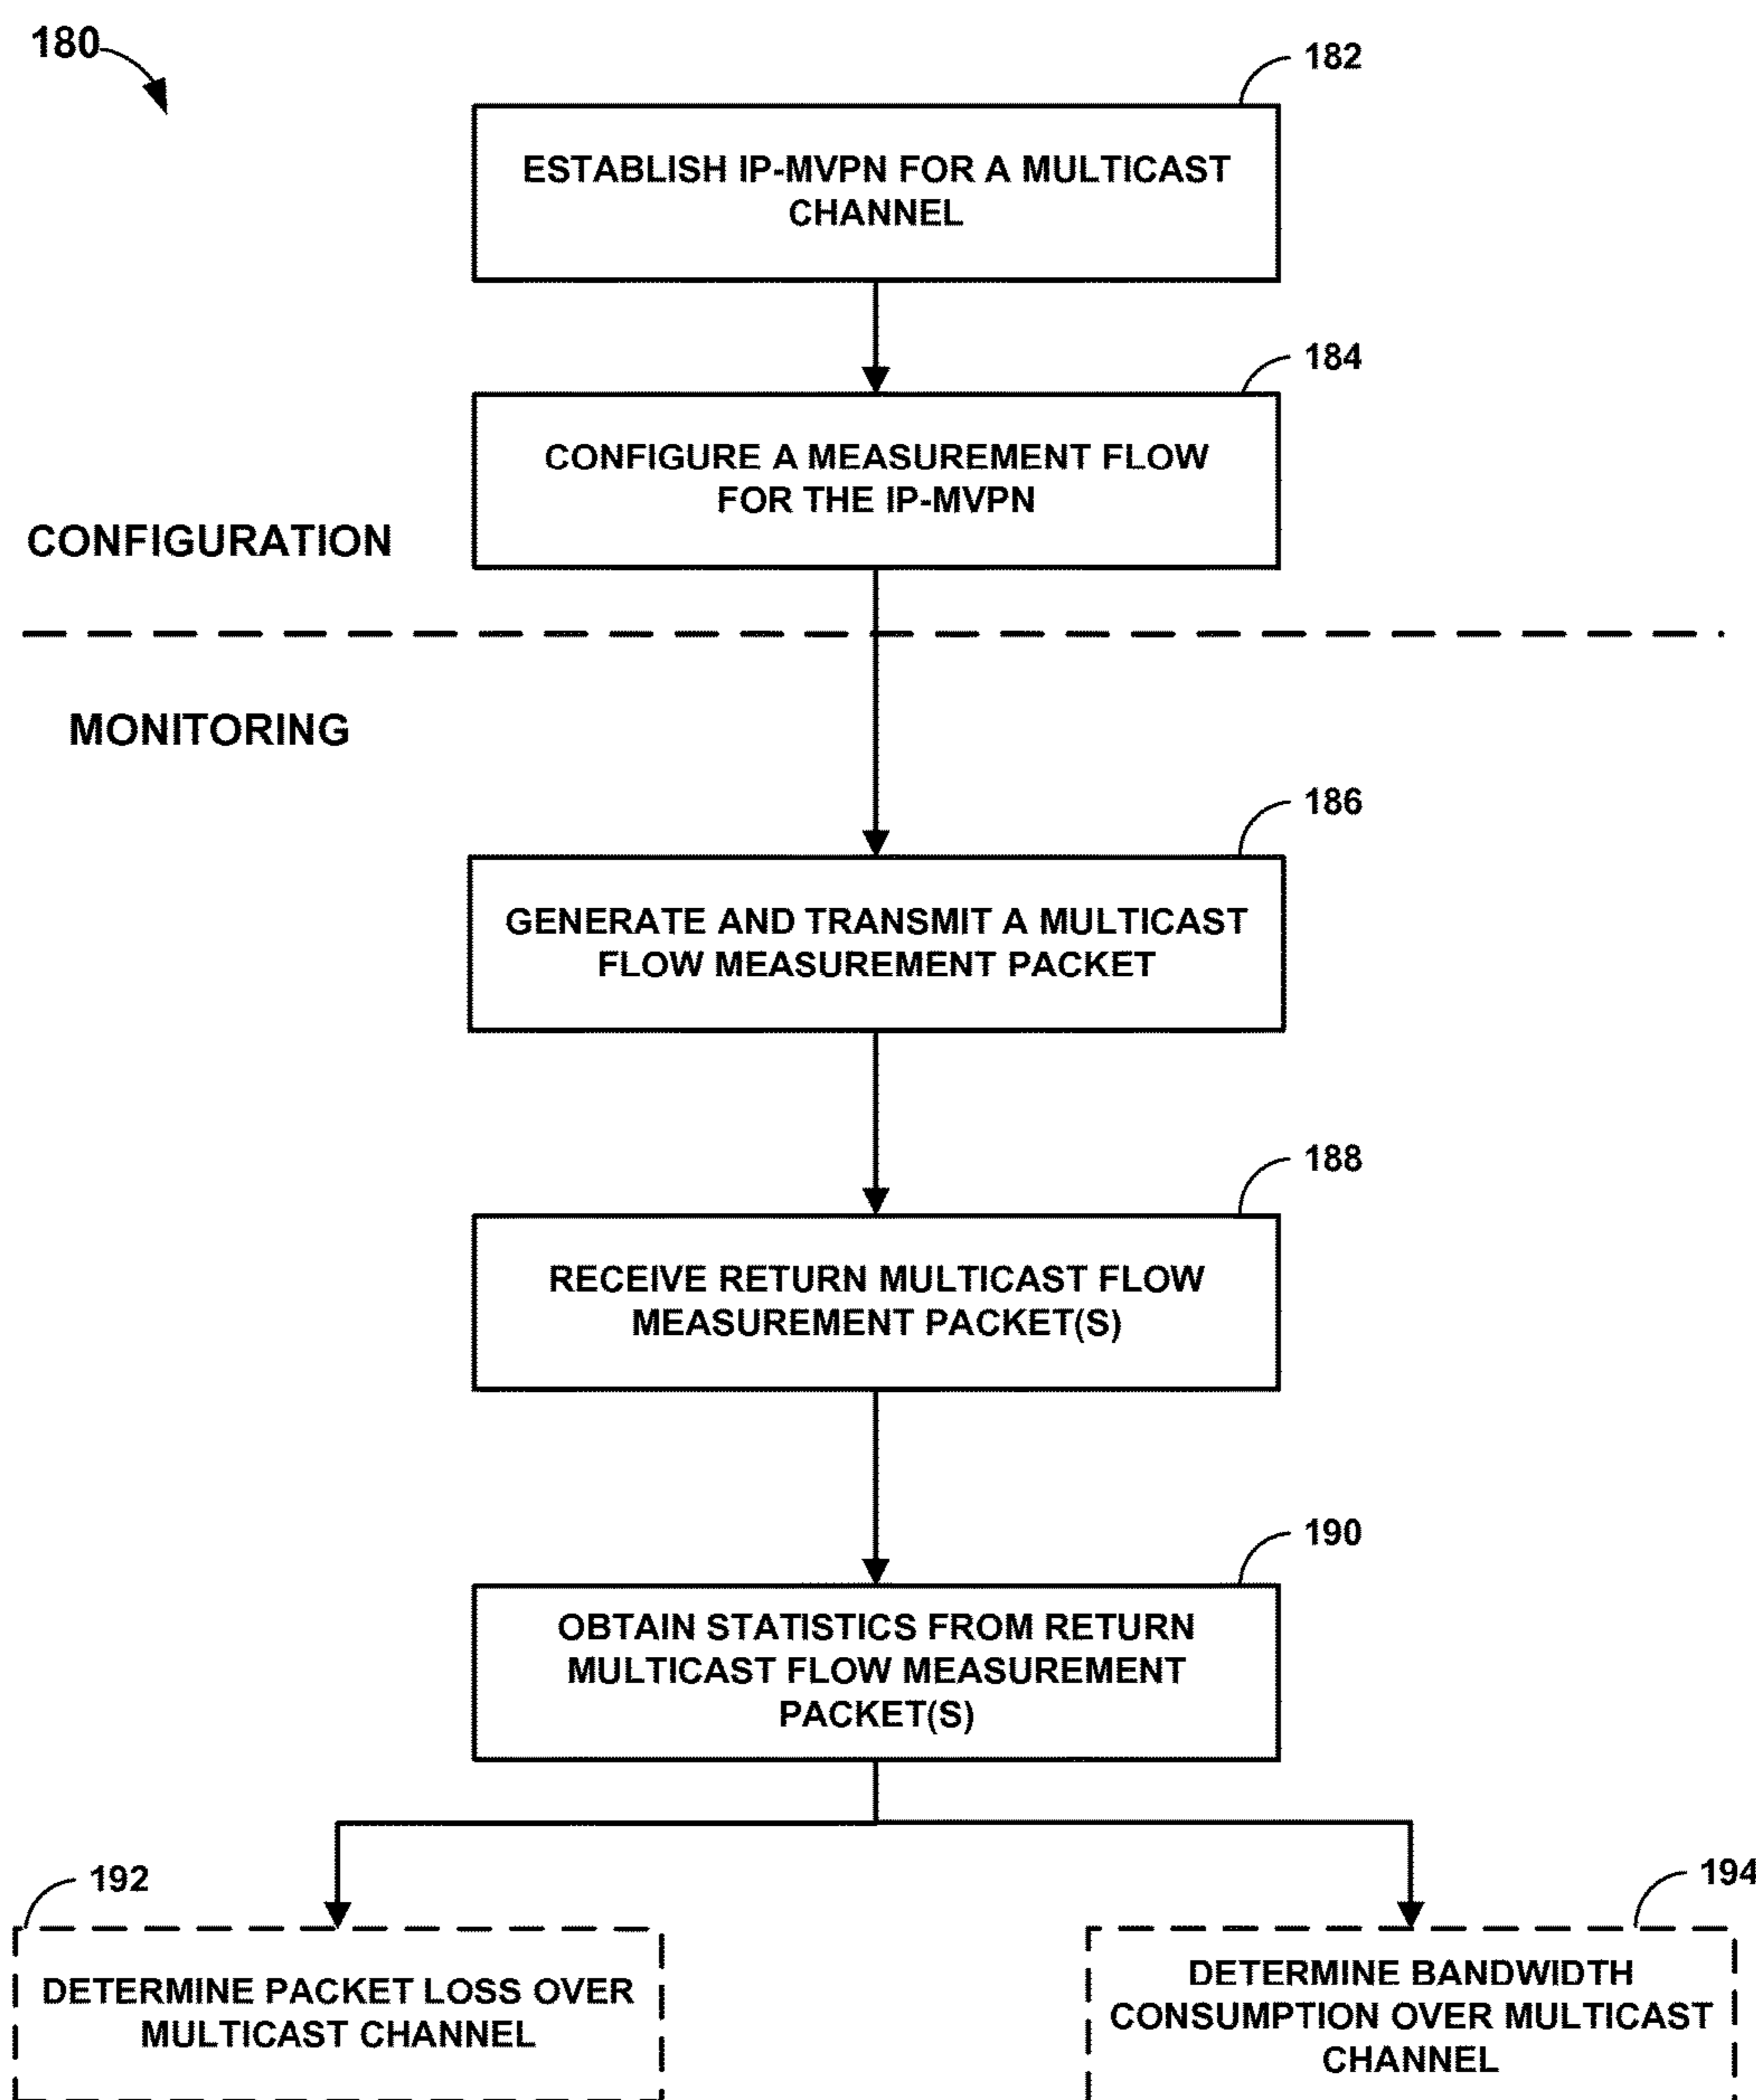 180
182
ESTABLISH IP-MVPN FOR A MULTICAST
CHANNEL
184
CONFIGURE A MEASUREMENT FLOW
FOR THE IP-MVPN
CONFIGURATION
MONITORING
186
GENERATE AND TRANSMIT A MULTICAST
FLOW MEASUREMENT PACKET
188
RECEIVE RETURN MULTICAST FLOW
MEASUREMENT PACKET(S)
190
OBTAIN STATISTICS FROM RETURN
MULTICAST FLOW MEASUREMENT
PACKET(S)
192
DETERMINE PACKET LOSS OVER
MULTICAST CHANNEL
194
DETERMINE BANDWIDTH
CONSUMPTION OVER MULTICAST
CHANNEL